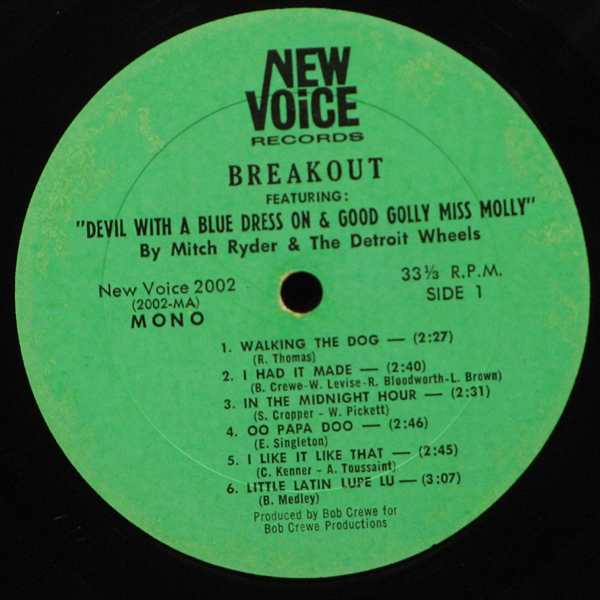 NEW
VOiCE
RECORDS
BREAKOUT
FEATURING:
"DEVIL WITH A BLUE DRESS ON & GOOD GOLLY MISS MOLLY"
By Mitch Ryder & The Detroit Wheels
New Voice 2002
(2002-MA)
MONO
33⅓ R.P.M.
SIDE 1
1. WALKING THE DOG — (2:27)
(R. Thomas)
2. I HAD IT MADE — (2:40)
(B. Crewe-W. Levise-R. Bloodworth-L. Brown)
3. IN THE MIDNIGHT HOUR — (2:31)
(S. Cropper - W. Pickett)
4. OO PAPA DOO — (2:46)
(E. Singleton)
5. I LIKE IT LIKE THAT — (2:45)
(C. Kenner - A. Toussaint)
6. LITTLE LATIN LUPE LU — (3:07)
(B. Medley)
Produced by Bob Crewe for
Bob Crewe Productions